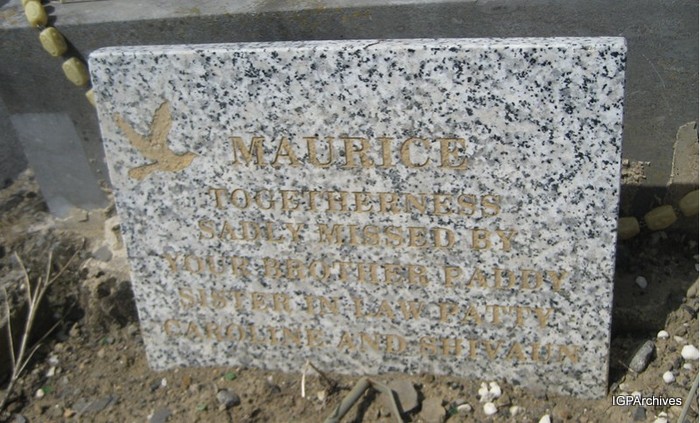 MAURICE
TOGETHERNESS
SADLY MISSED BY
YOUR BROTHER PADDY
SISTER IN LAW PATTY
CAROLINE AND SHIVAUN
IGPArchives